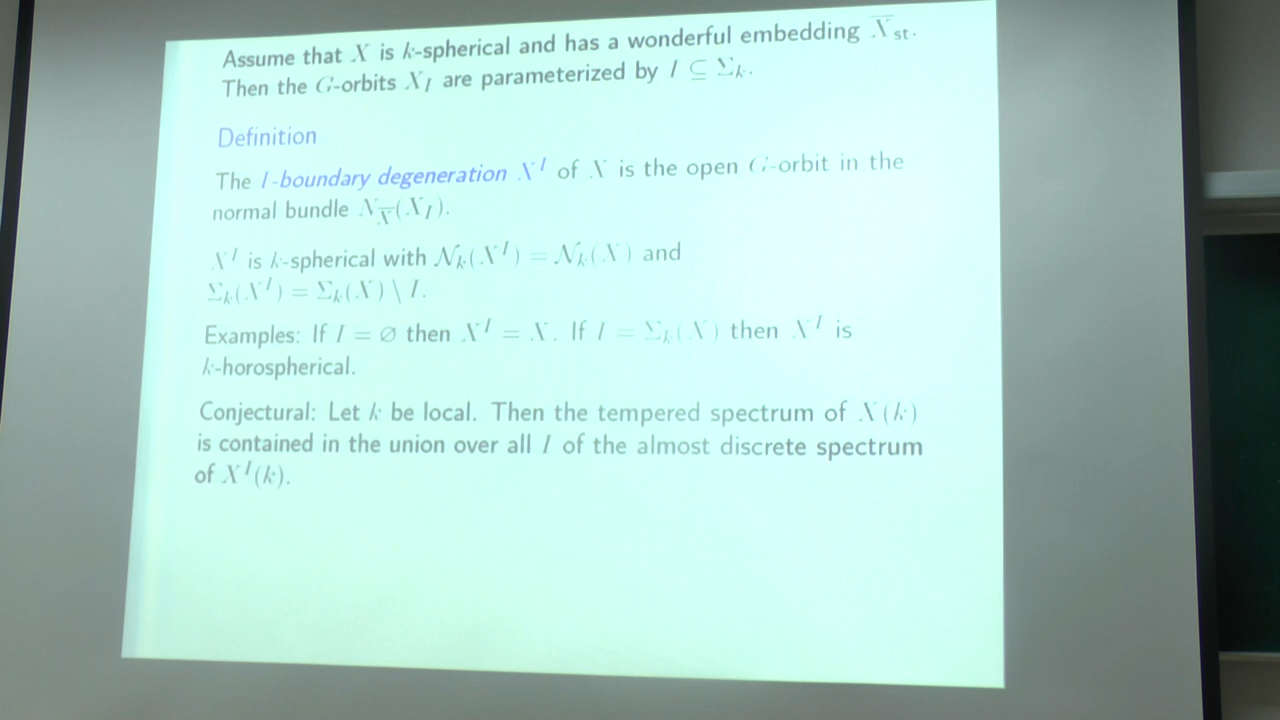 Assume that X is k-spherical and has a wonderful embedding X̅_st.
Then the G-orbits X_I are parameterized by I ⊆ Σ_k.
Definition
The I-boundary degeneration X^I of X is the open G-orbit in the
normal bundle N_X̅(X_I).
X^I is k-spherical with 𝒩_k(X^I) = 𝒩_k(X) and
Σ_k(X^I) = Σ_k(X) \ I.
Examples: If I = ∅ then X^I = X. If I = Σ_k(X) then X^I is
k-horospherical.
Conjectural: Let k be local. Then the tempered spectrum of X(k)
is contained in the union over all I of the almost discrete spectrum
of X^I(k).